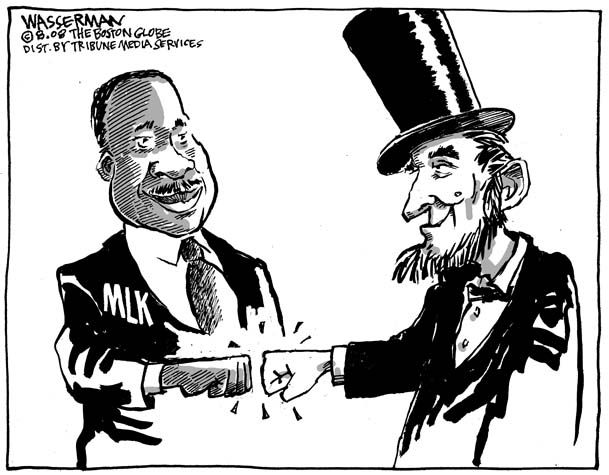 WASSERMAN
© 8.08 THE BOSTON GLOBE
DIST. BY TRIBUNE MEDIA SERVICES
MLK